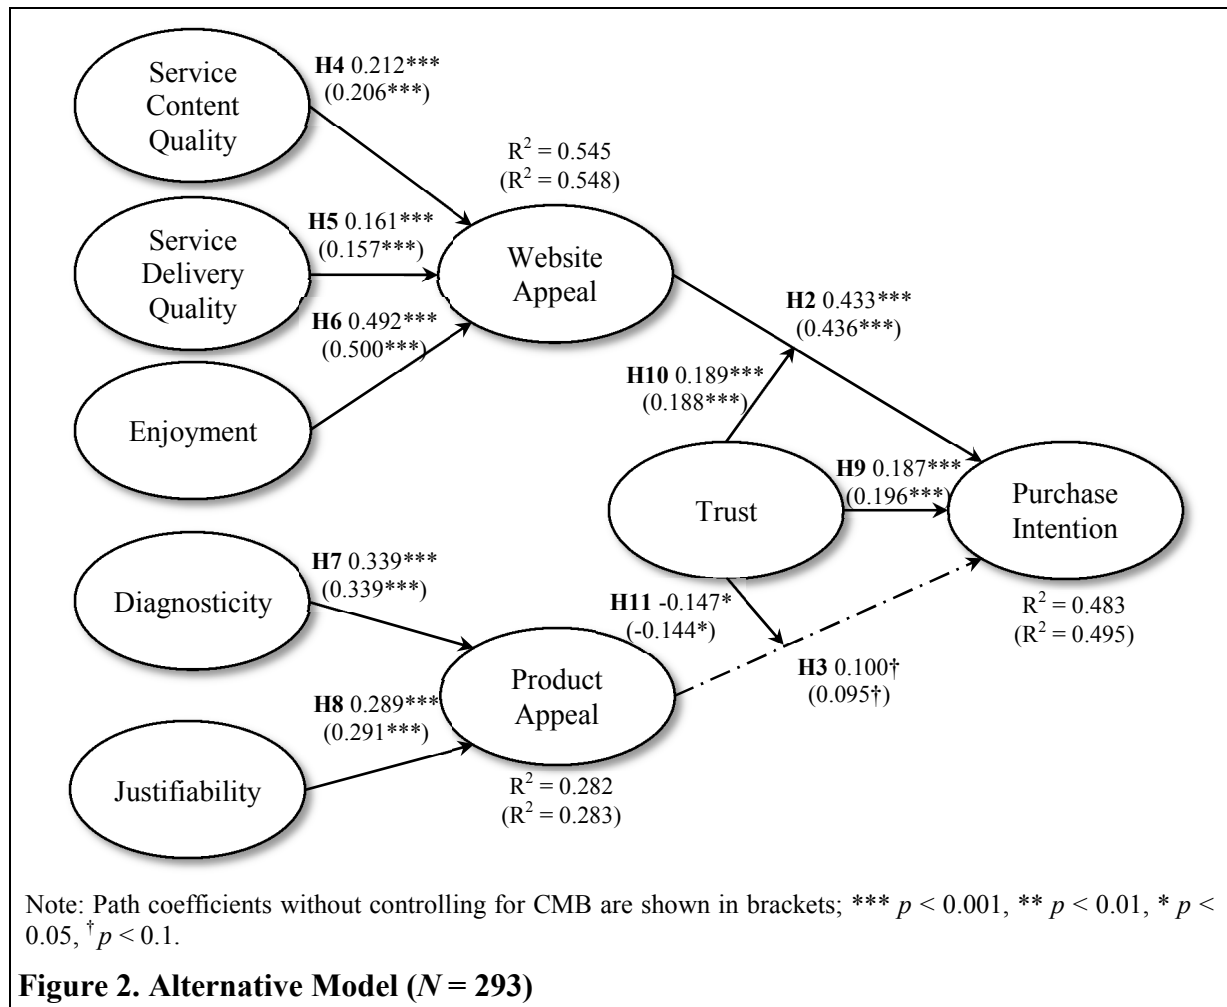 Service
Content
Quality
H4 0.212***
(0.206***)
R² = 0.545
(R² = 0.548)
Service
Delivery
Quality
H5 0.161***
(0.157***)
Website
Appeal
H6 0.492***
(0.500***)
H2 0.433***
(0.436***)
Enjoyment
H10 0.189***
(0.188***)
Trust
H9 0.187***
(0.196***)
Purchase
Intention
R² = 0.483
(R² = 0.495)
Diagnosticity
H7 0.339***
(0.339***)
H11 -0.147*
(-0.144*)
H3 0.100†
(0.095†)
Product
Appeal
H8 0.289***
(0.291***)
Justifiability
R² = 0.282
(R² = 0.283)
Note: Path coefficients without controlling for CMB are shown in brackets; *** p < 0.001, ** p < 0.01, * p <
0.05, † p < 0.1.
Figure 2. Alternative Model (N = 293)